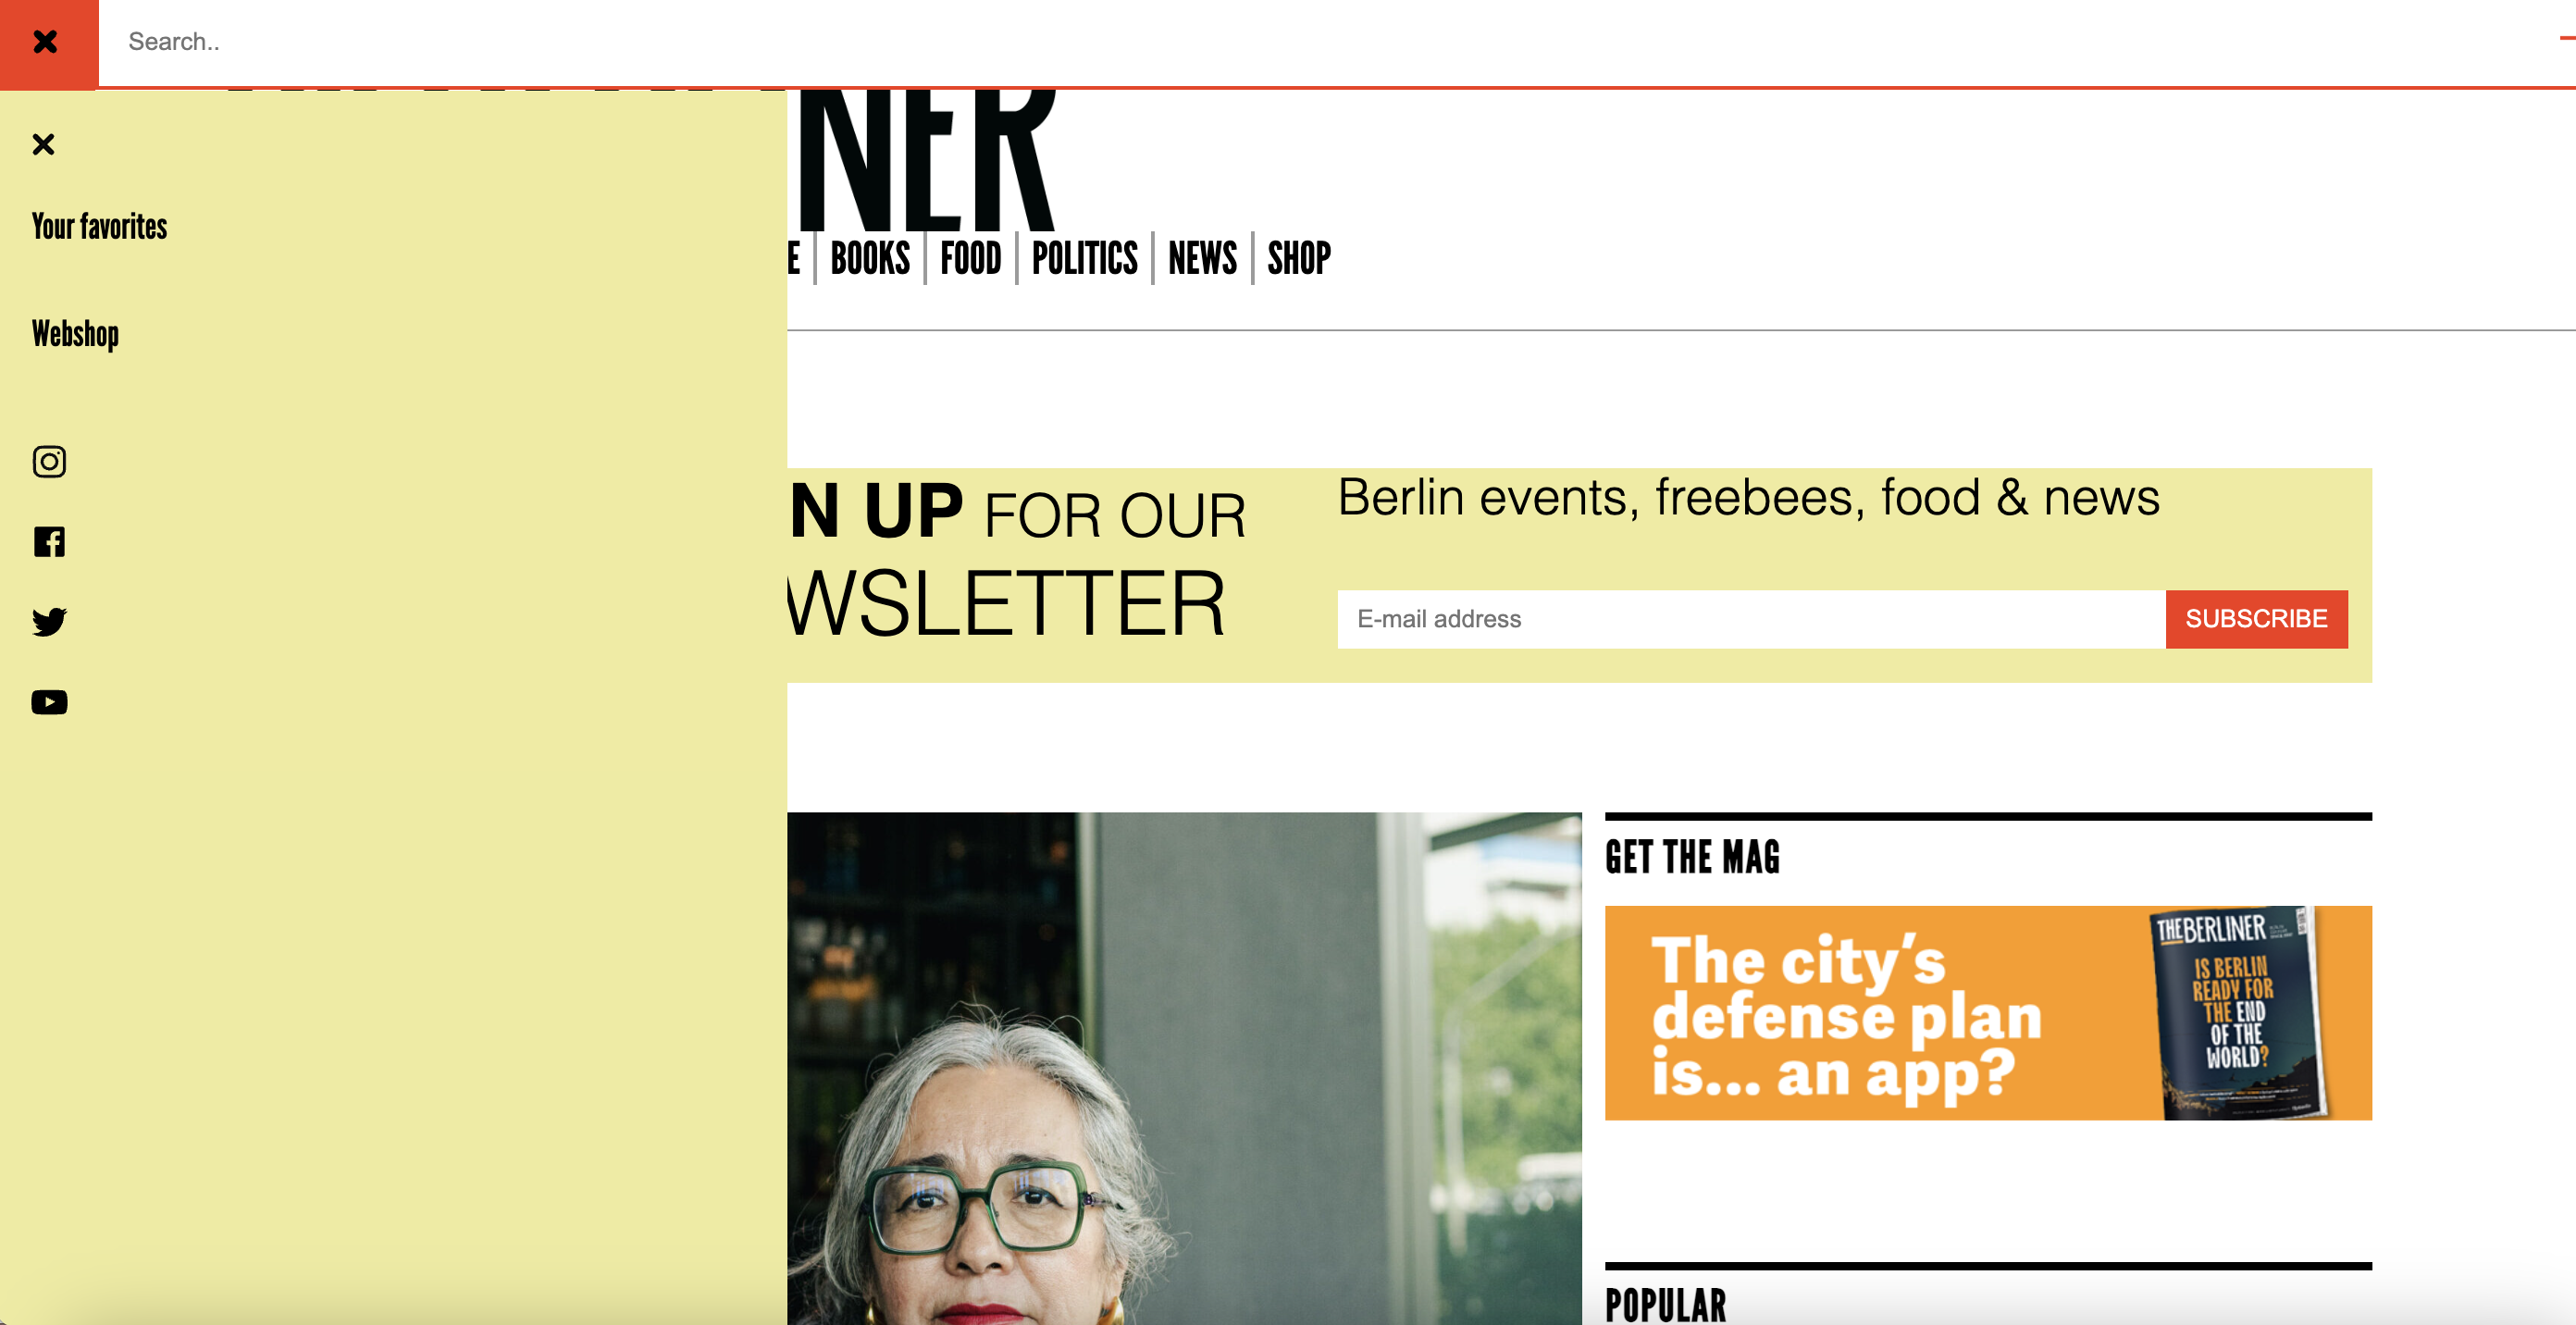 Search..
NER
Your favorites
E BOOKS FOOD POLITICS NEWS SHOP
Webshop
N UP FOR OUR
WSLETTER
Berlin events, freebees, food & news
E-mail address
SUBSCRIBE
GET THE MAG
The city's
defense plan
is... an app?
THE BERLINER
IS BERLIN
READY FOR
THE END
OF THE
WORLD?
POPULAR